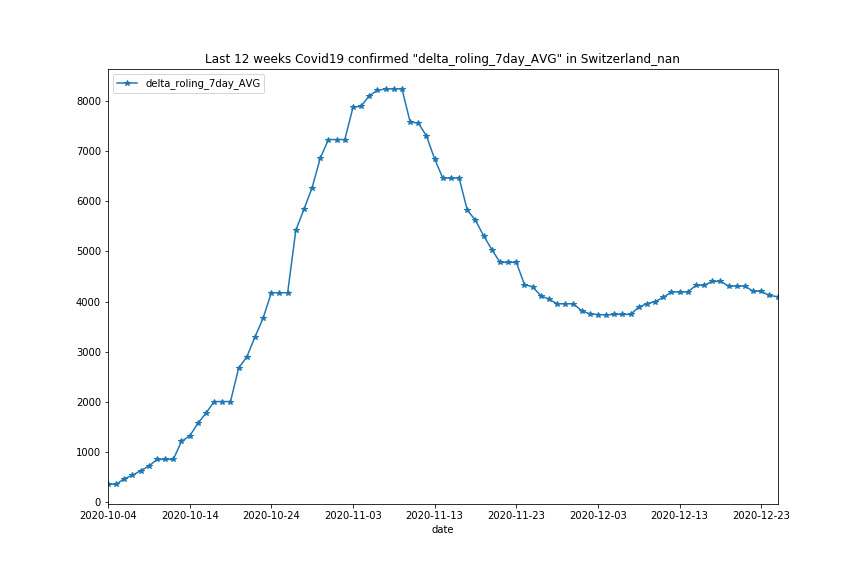 Last 12 weeks Covid19 confirmed "delta_roling_7day_AVG" in Switzerland_nan
delta_roling_7day_AVG
8000
7000
6000
5000
4000
3000
2000
1000
0
2020-10-04 2020-10-14 2020-10-24 2020-11-03 2020-11-13 2020-11-23 2020-12-03 2020-12-13 2020-12-23
date